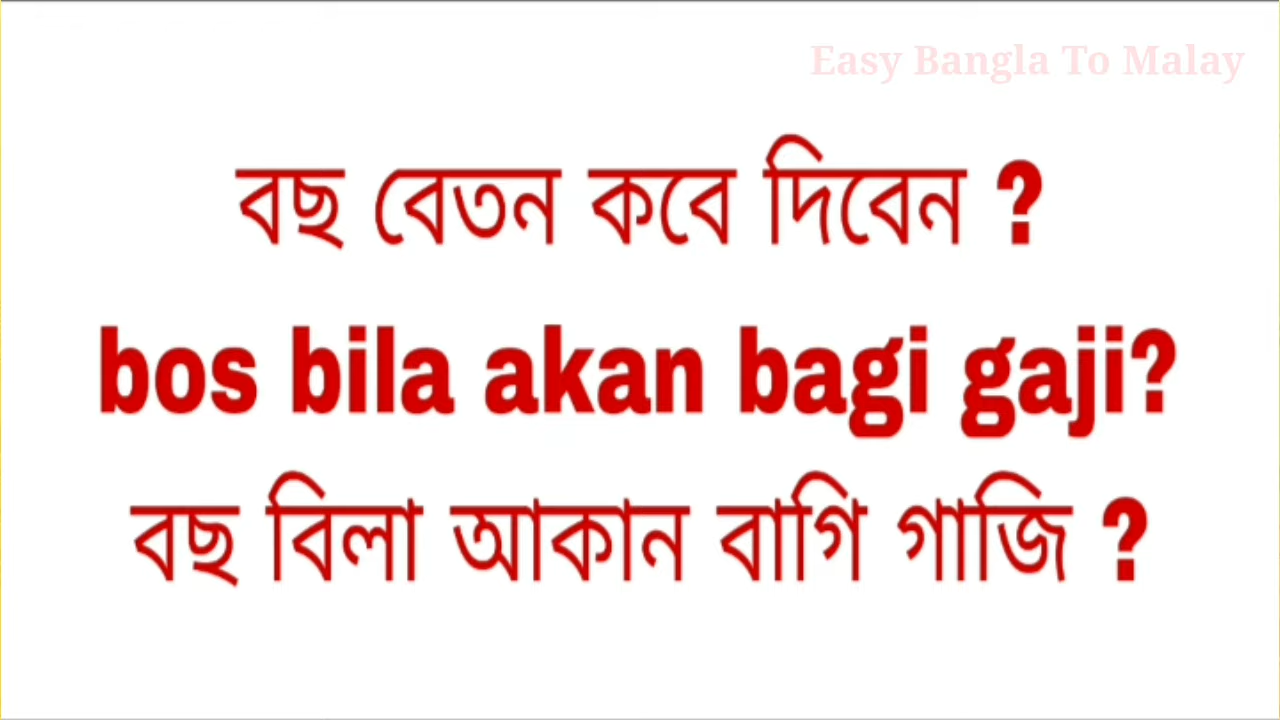 Easy Bangla To Malay
বছ বেতন কবে দিবেন ?
bos bila akan bagi gaji?
বছ বিলা আকান বাগি গাজি ?